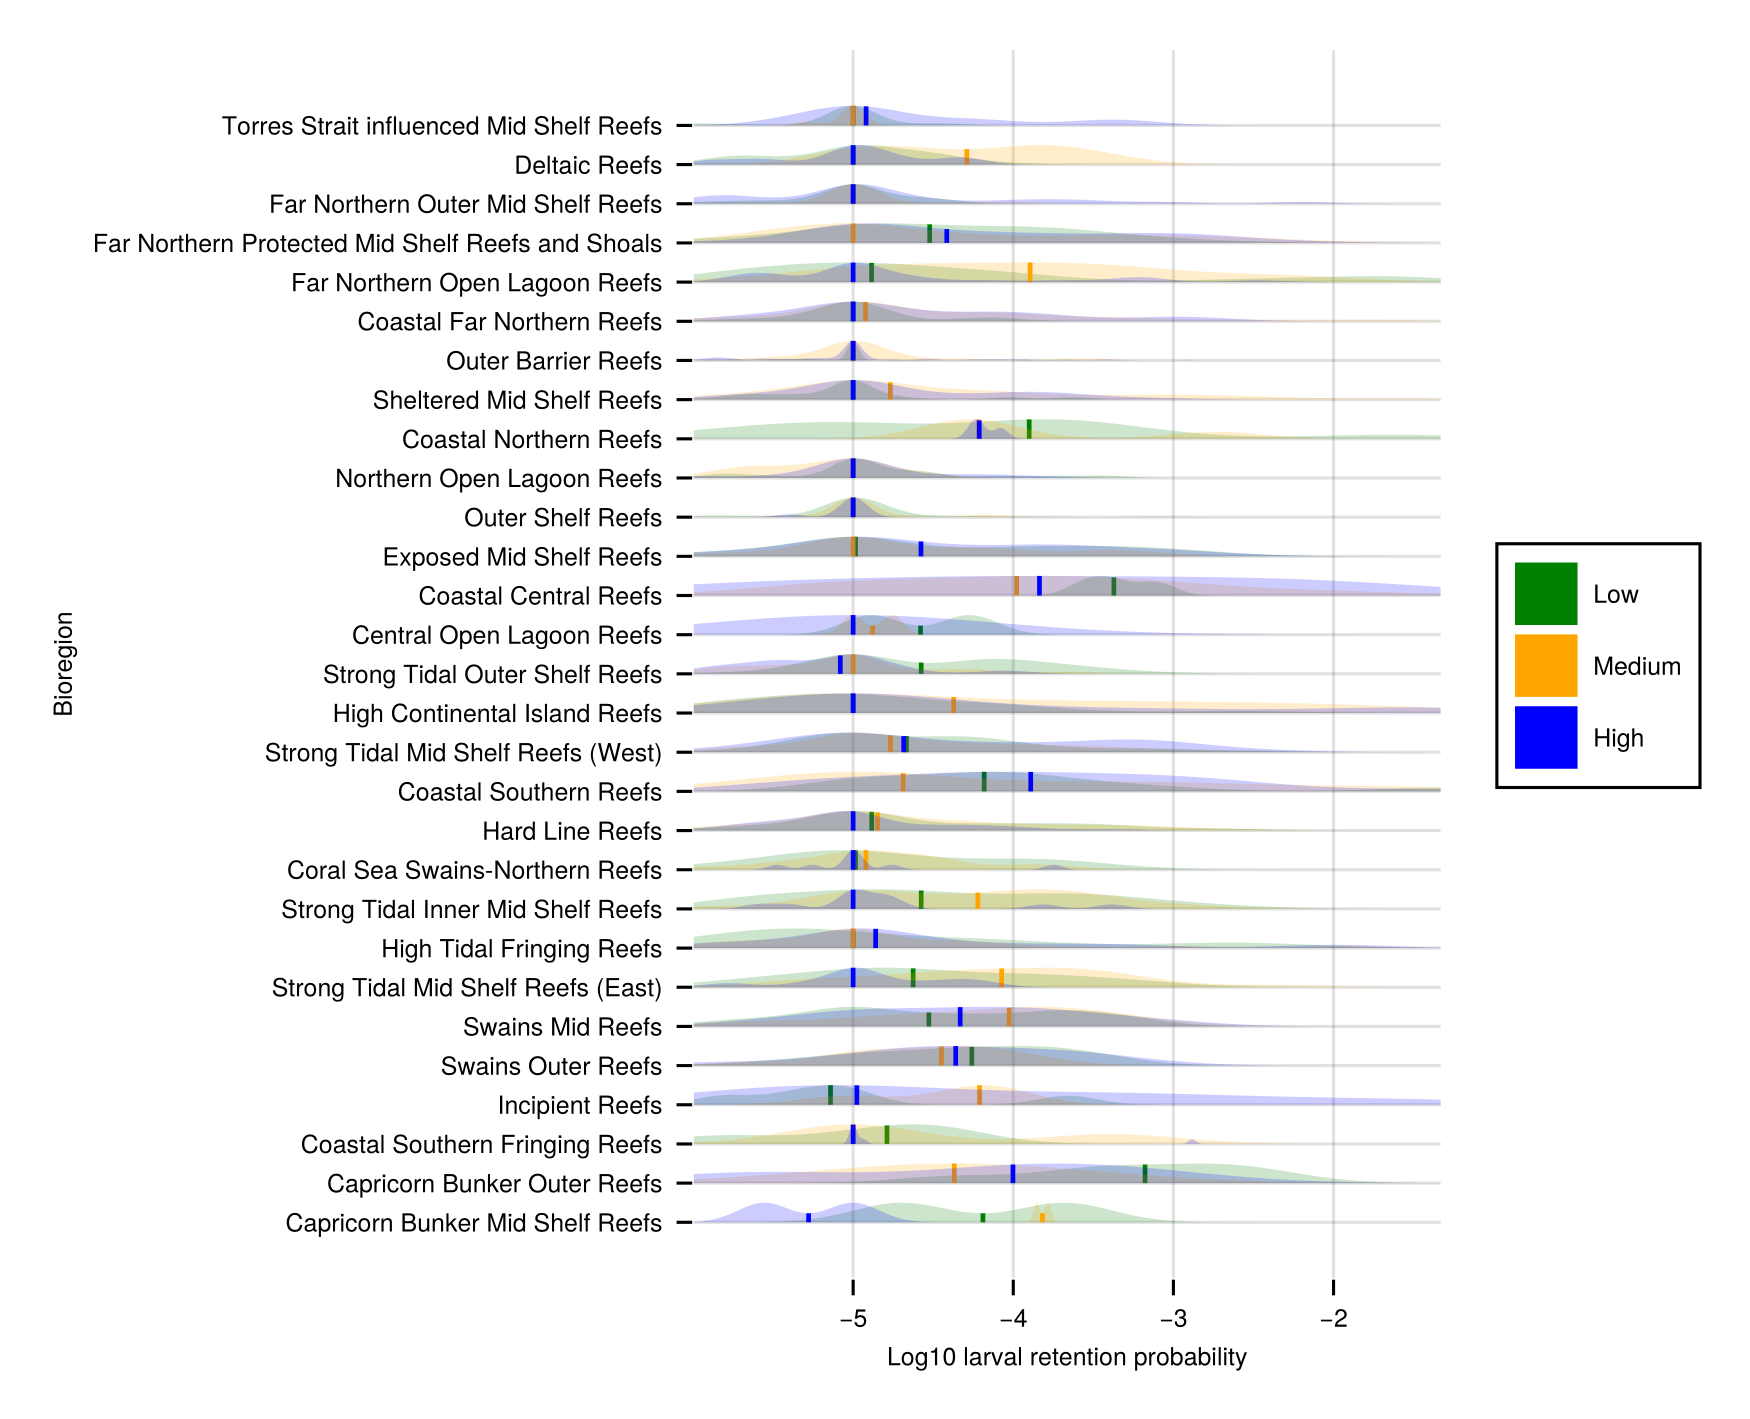 Torres Strait influenced Mid Shelf Reefs
Deltaic Reefs
Far Northern Outer Mid Shelf Reefs
Far Northern Protected Mid Shelf Reefs and Shoals
Far Northern Open Lagoon Reefs
Coastal Far Northern Reefs
Outer Barrier Reefs
Sheltered Mid Shelf Reefs
Coastal Northern Reefs
Northern Open Lagoon Reefs
Outer Shelf Reefs
Exposed Mid Shelf Reefs
Coastal Central Reefs
Central Open Lagoon Reefs
Strong Tidal Outer Shelf Reefs
High Continental Island Reefs
Strong Tidal Mid Shelf Reefs (West)
Coastal Southern Reefs
Hard Line Reefs
Coral Sea Swains-Northern Reefs
Strong Tidal Inner Mid Shelf Reefs
High Tidal Fringing Reefs
Strong Tidal Mid Shelf Reefs (East)
Swains Mid Reefs
Swains Outer Reefs
Incipient Reefs
Coastal Southern Fringing Reefs
Capricorn Bunker Outer Reefs
Capricorn Bunker Mid Shelf Reefs
Bioregion
−5 −4 −3 −2
Log10 larval retention probability
Low
Medium
High